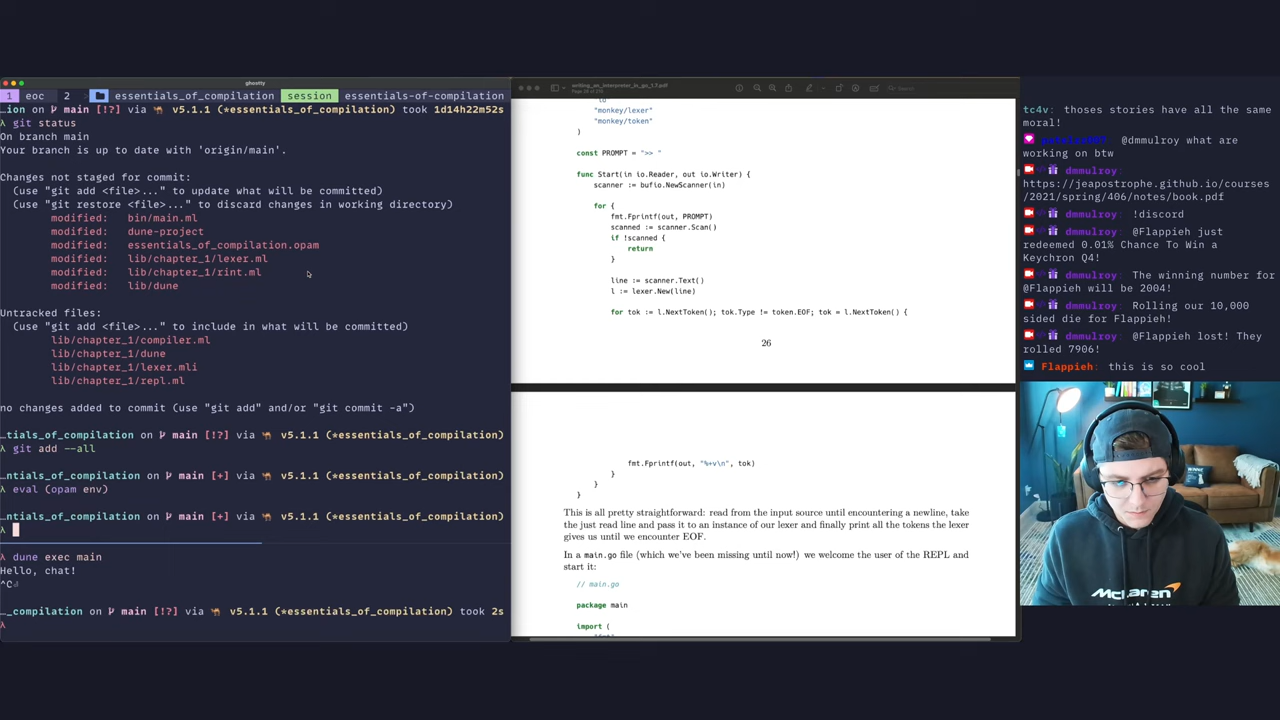 ghostty
1 eoc 2 essentials_of_compilation session essentials-of-compilation
…ion on main [!?] via v5.1.1 (*essentials_of_compilation) took 1d14h22m52s
λ git status
On branch main
Your branch is up to date with 'origin/main'.
Changes not staged for commit:
(use "git add <file>..." to update what will be committed)
(use "git restore <file>..." to discard changes in working directory)
modified: bin/main.ml
modified: dune-project
modified: essentials_of_compilation.opam
modified: lib/chapter_1/lexer.ml
modified: lib/chapter_1/rint.ml
modified: lib/dune
Untracked files:
(use "git add <file>..." to include in what will be committed)
lib/chapter_1/compiler.ml
lib/chapter_1/dune
lib/chapter_1/lexer.mli
lib/chapter_1/repl.ml
no changes added to commit (use "git add" and/or "git commit -a")
…tials_of_compilation on main [!?] via v5.1.1 (*essentials_of_compilation)
λ git add --all
…ntials_of_compilation on main [+] via v5.1.1 (*essentials_of_compilation)
λ eval (opam env)
…ntials_of_compilation on main [+] via v5.1.1 (*essentials_of_compilation)
λ
λ dune exec main
Hello, chat!
^C
…_compilation on main [!?] via v5.1.1 (*essentials_of_compilation) took 2s
λ
writing_an_interpreter_in_go_1.7.pdf
Search
"io"
"monkey/lexer"
"monkey/token"
)
const PROMPT = ">> "
func Start(in io.Reader, out io.Writer) {
scanner := bufio.NewScanner(in)
for {
fmt.Fprintf(out, PROMPT)
scanned := scanner.Scan()
if !scanned {
return
}
line := scanner.Text()
l := lexer.New(line)
for tok := l.NextToken(); tok.Type != token.EOF; tok = l.NextToken() {
26
fmt.Fprintf(out, "%+v\n", tok)
}
}
}
This is all pretty straightforward: read from the input source until encountering a newline, take
the just read line and pass it to an instance of our lexer and finally print all the tokens the lexer
gives us until we encounter EOF.
In a main.go file (which we've been missing until now!) we welcome the user of the REPL and
start it:
// main.go
package main
import (
tc4v: thoses stories have all the same
moral!
@dmmulroy what are
working on btw
dmmulroy:
https://jeapostrophe.github.io/courses
/2021/spring/406/notes/book.pdf
dmmulroy: !discord
dmmulroy: @Flappieh just
redeemed 0.01% Chance To Win a
Keychron Q4!
dmmulroy: The winning number for
@Flappieh will be 2004!
dmmulroy: Rolling our 10,000
sided die for Flappieh!
dmmulroy: @Flappieh lost! They
rolled 7906!
Flappieh: this is so cool
McLaren